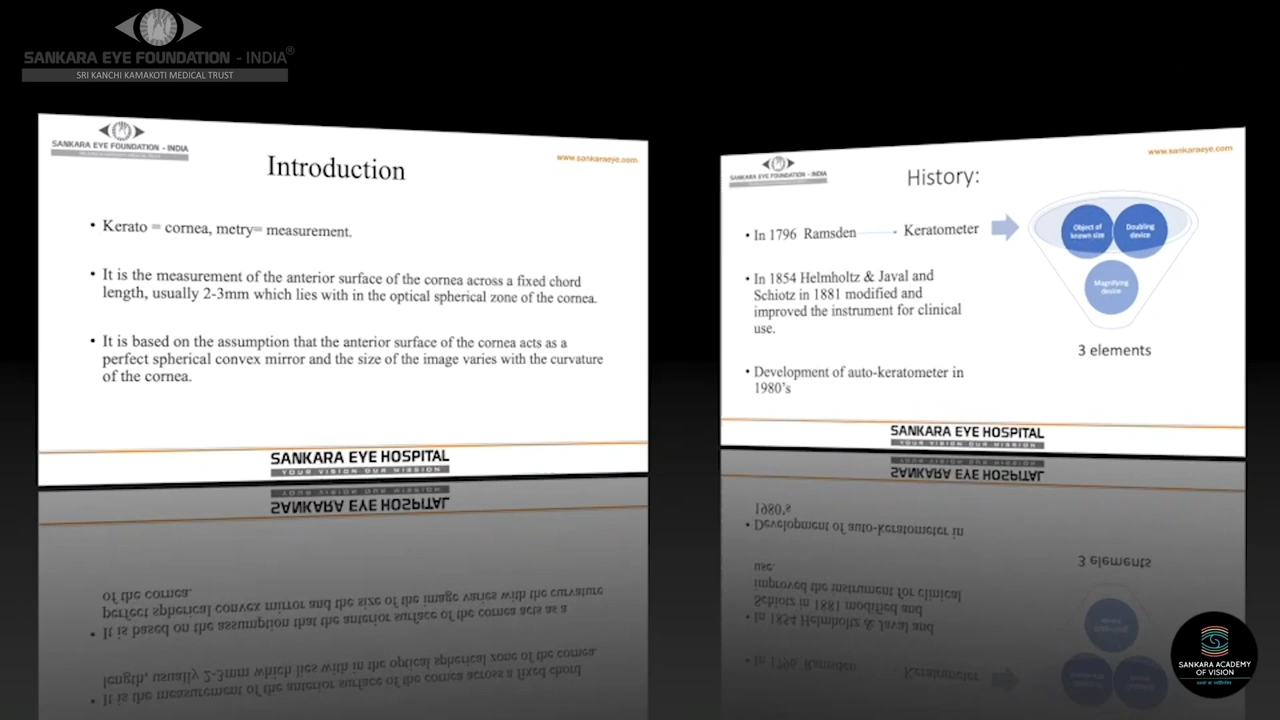 SANKARA EYE FOUNDATION - INDIA®
SRI KANCHI KAMAKOTI MEDICAL TRUST
SANKARA EYE FOUNDATION - INDIA
www.sankaraeye.com
Introduction
• Kerato = cornea, metry= measurement.
• It is the measurement of the anterior surface of the cornea across a fixed chord
length, usually 2-3mm which lies with in the optical spherical zone of the cornea.
• It is based on the assumption that the anterior surface of the cornea acts as a
perfect spherical convex mirror and the size of the image varies with the curvature
of the cornea.
SANKARA EYE HOSPITAL
YOUR VISION OUR MISSION
SANKARA EYE FOUNDATION - INDIA
www.sankaraeye.com
History:
• In 1796 Ramsden
Keratometer
• In 1854 Helmholtz & Javal and
Schiotz in 1881 modified and
improved the instrument for clinical
use.
• Development of auto-keratometer in
1980's
Object of
known size
Doubling
device
Magnifying
device
3 elements
SANKARA EYE HOSPITAL
YOUR VISION OUR MISSION
SANKARA ACADEMY
OF VISION